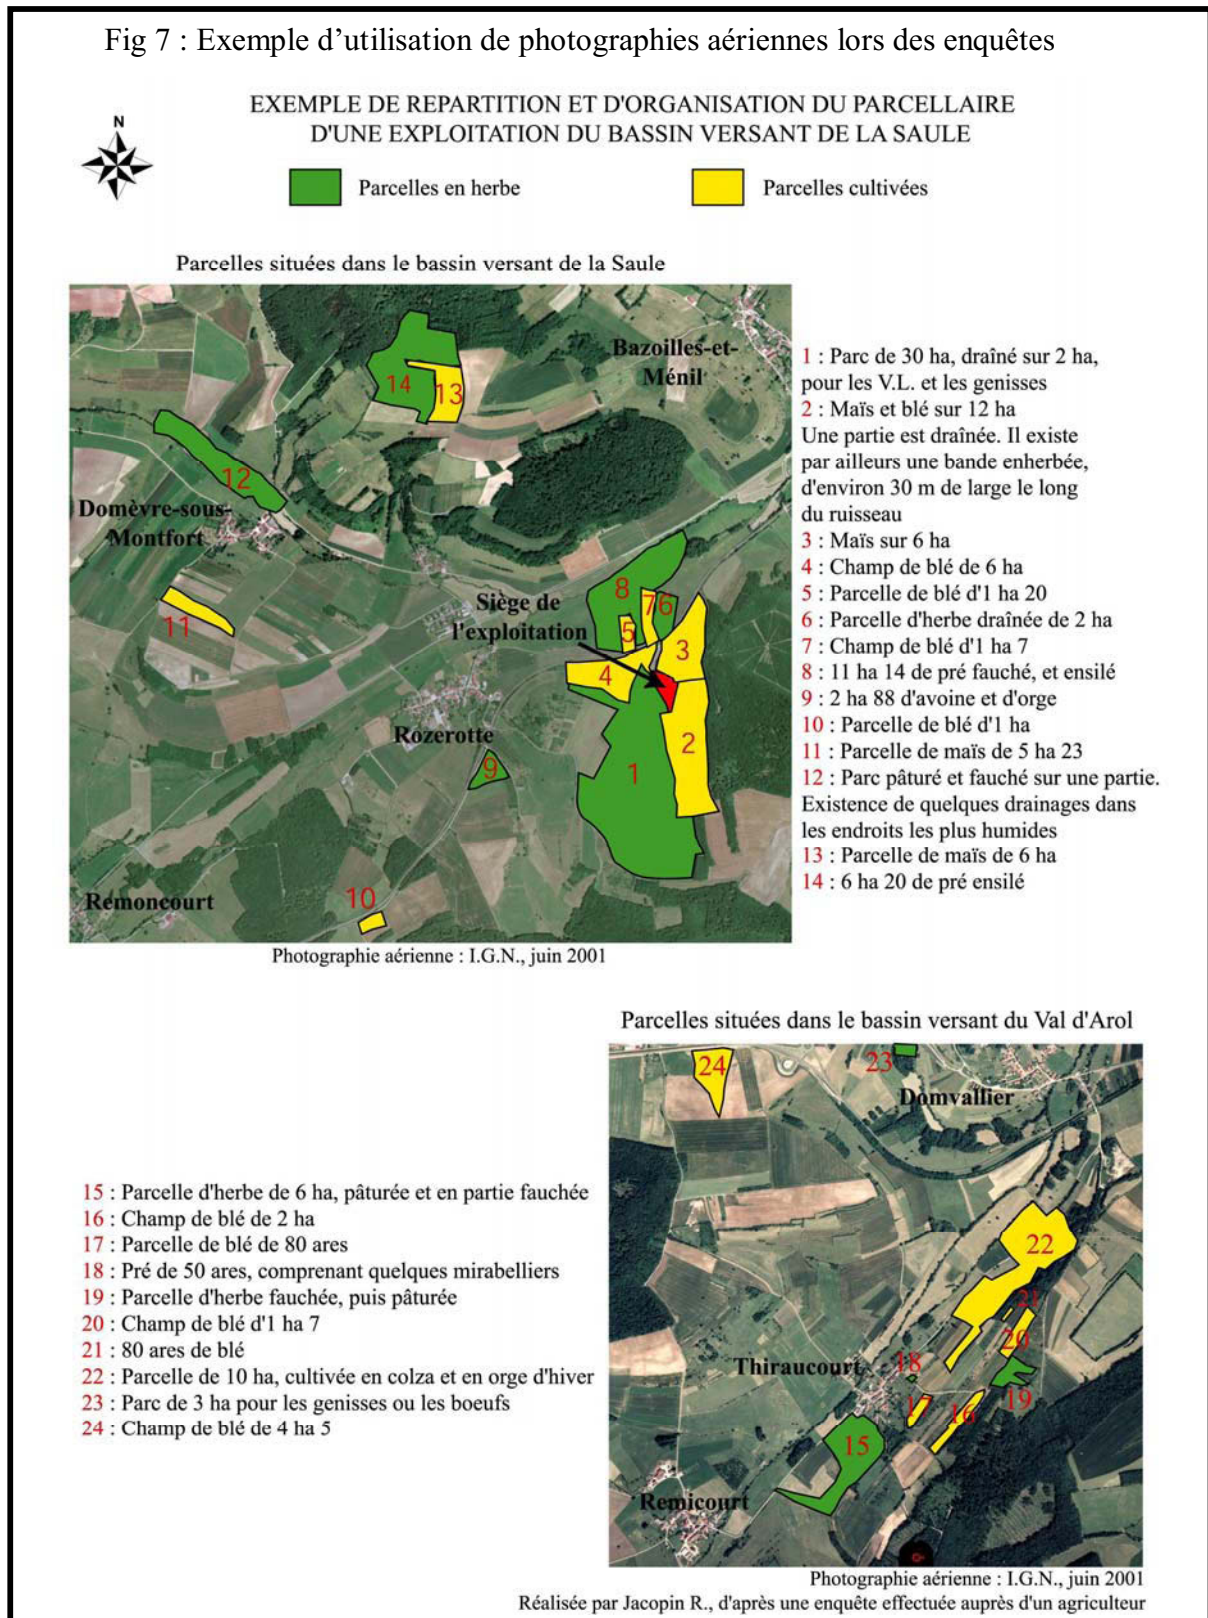 Fig 7 : Exemple d’utilisation de photographies aériennes lors des enquêtes
EXEMPLE DE REPARTITION ET D'ORGANISATION DU PARCELLAIRE
D'UNE EXPLOITATION DU BASSIN VERSANT DE LA SAULE
N
Parcelles en herbe
Parcelles cultivées
Parcelles situées dans le bassin versant de la Saule
Bazoilles-et-
Ménil
14
13
12
Domèvre-sous-
Montfort
11
Siège de
l'exploitation
8
7
6
5
4
3
2
1
Rozerotte
9
10
Remoncourt
1 : Parc de 30 ha, draîné sur 2 ha,
pour les V.L. et les genisses
2 : Maïs et blé sur 12 ha
Une partie est draînée. Il existe
par ailleurs une bande enherbée,
d'environ 30 m de large le long
du ruisseau
3 : Maïs sur 6 ha
4 : Champ de blé de 6 ha
5 : Parcelle de blé d'1 ha 20
6 : Parcelle d'herbe draînée de 2 ha
7 : Champ de blé d'1 ha 7
8 : 11 ha 14 de pré fauché, et ensilé
9 : 2 ha 88 d'avoine et d'orge
10 : Parcelle de blé d'1 ha
11 : Parcelle de maïs de 5 ha 23
12 : Parc pâturé et fauché sur une partie.
Existence de quelques drainages dans
les endroits les plus humides
13 : Parcelle de maïs de 6 ha
14 : 6 ha 20 de pré ensilé
Photographie aérienne : I.G.N., juin 2001
Parcelles situées dans le bassin versant du Val d'Arol
15 : Parcelle d'herbe de 6 ha, pâturée et en partie fauchée
16 : Champ de blé de 2 ha
17 : Parcelle de blé de 80 ares
18 : Pré de 50 ares, comprenant quelques mirabelliers
19 : Parcelle d'herbe fauchée, puis pâturée
20 : Champ de blé d'1 ha 7
21 : 80 ares de blé
22 : Parcelle de 10 ha, cultivée en colza et en orge d'hiver
23 : Parc de 3 ha pour les genisses ou les boeufs
24 : Champ de blé de 4 ha 5
24
23
Domvallier
22
21
20
Thiraucourt
18
19
17
16
15
Remicourt
Photographie aérienne : I.G.N., juin 2001
Réalisée par Jacopin R., d'après une enquête effectuée auprès d'un agriculteur